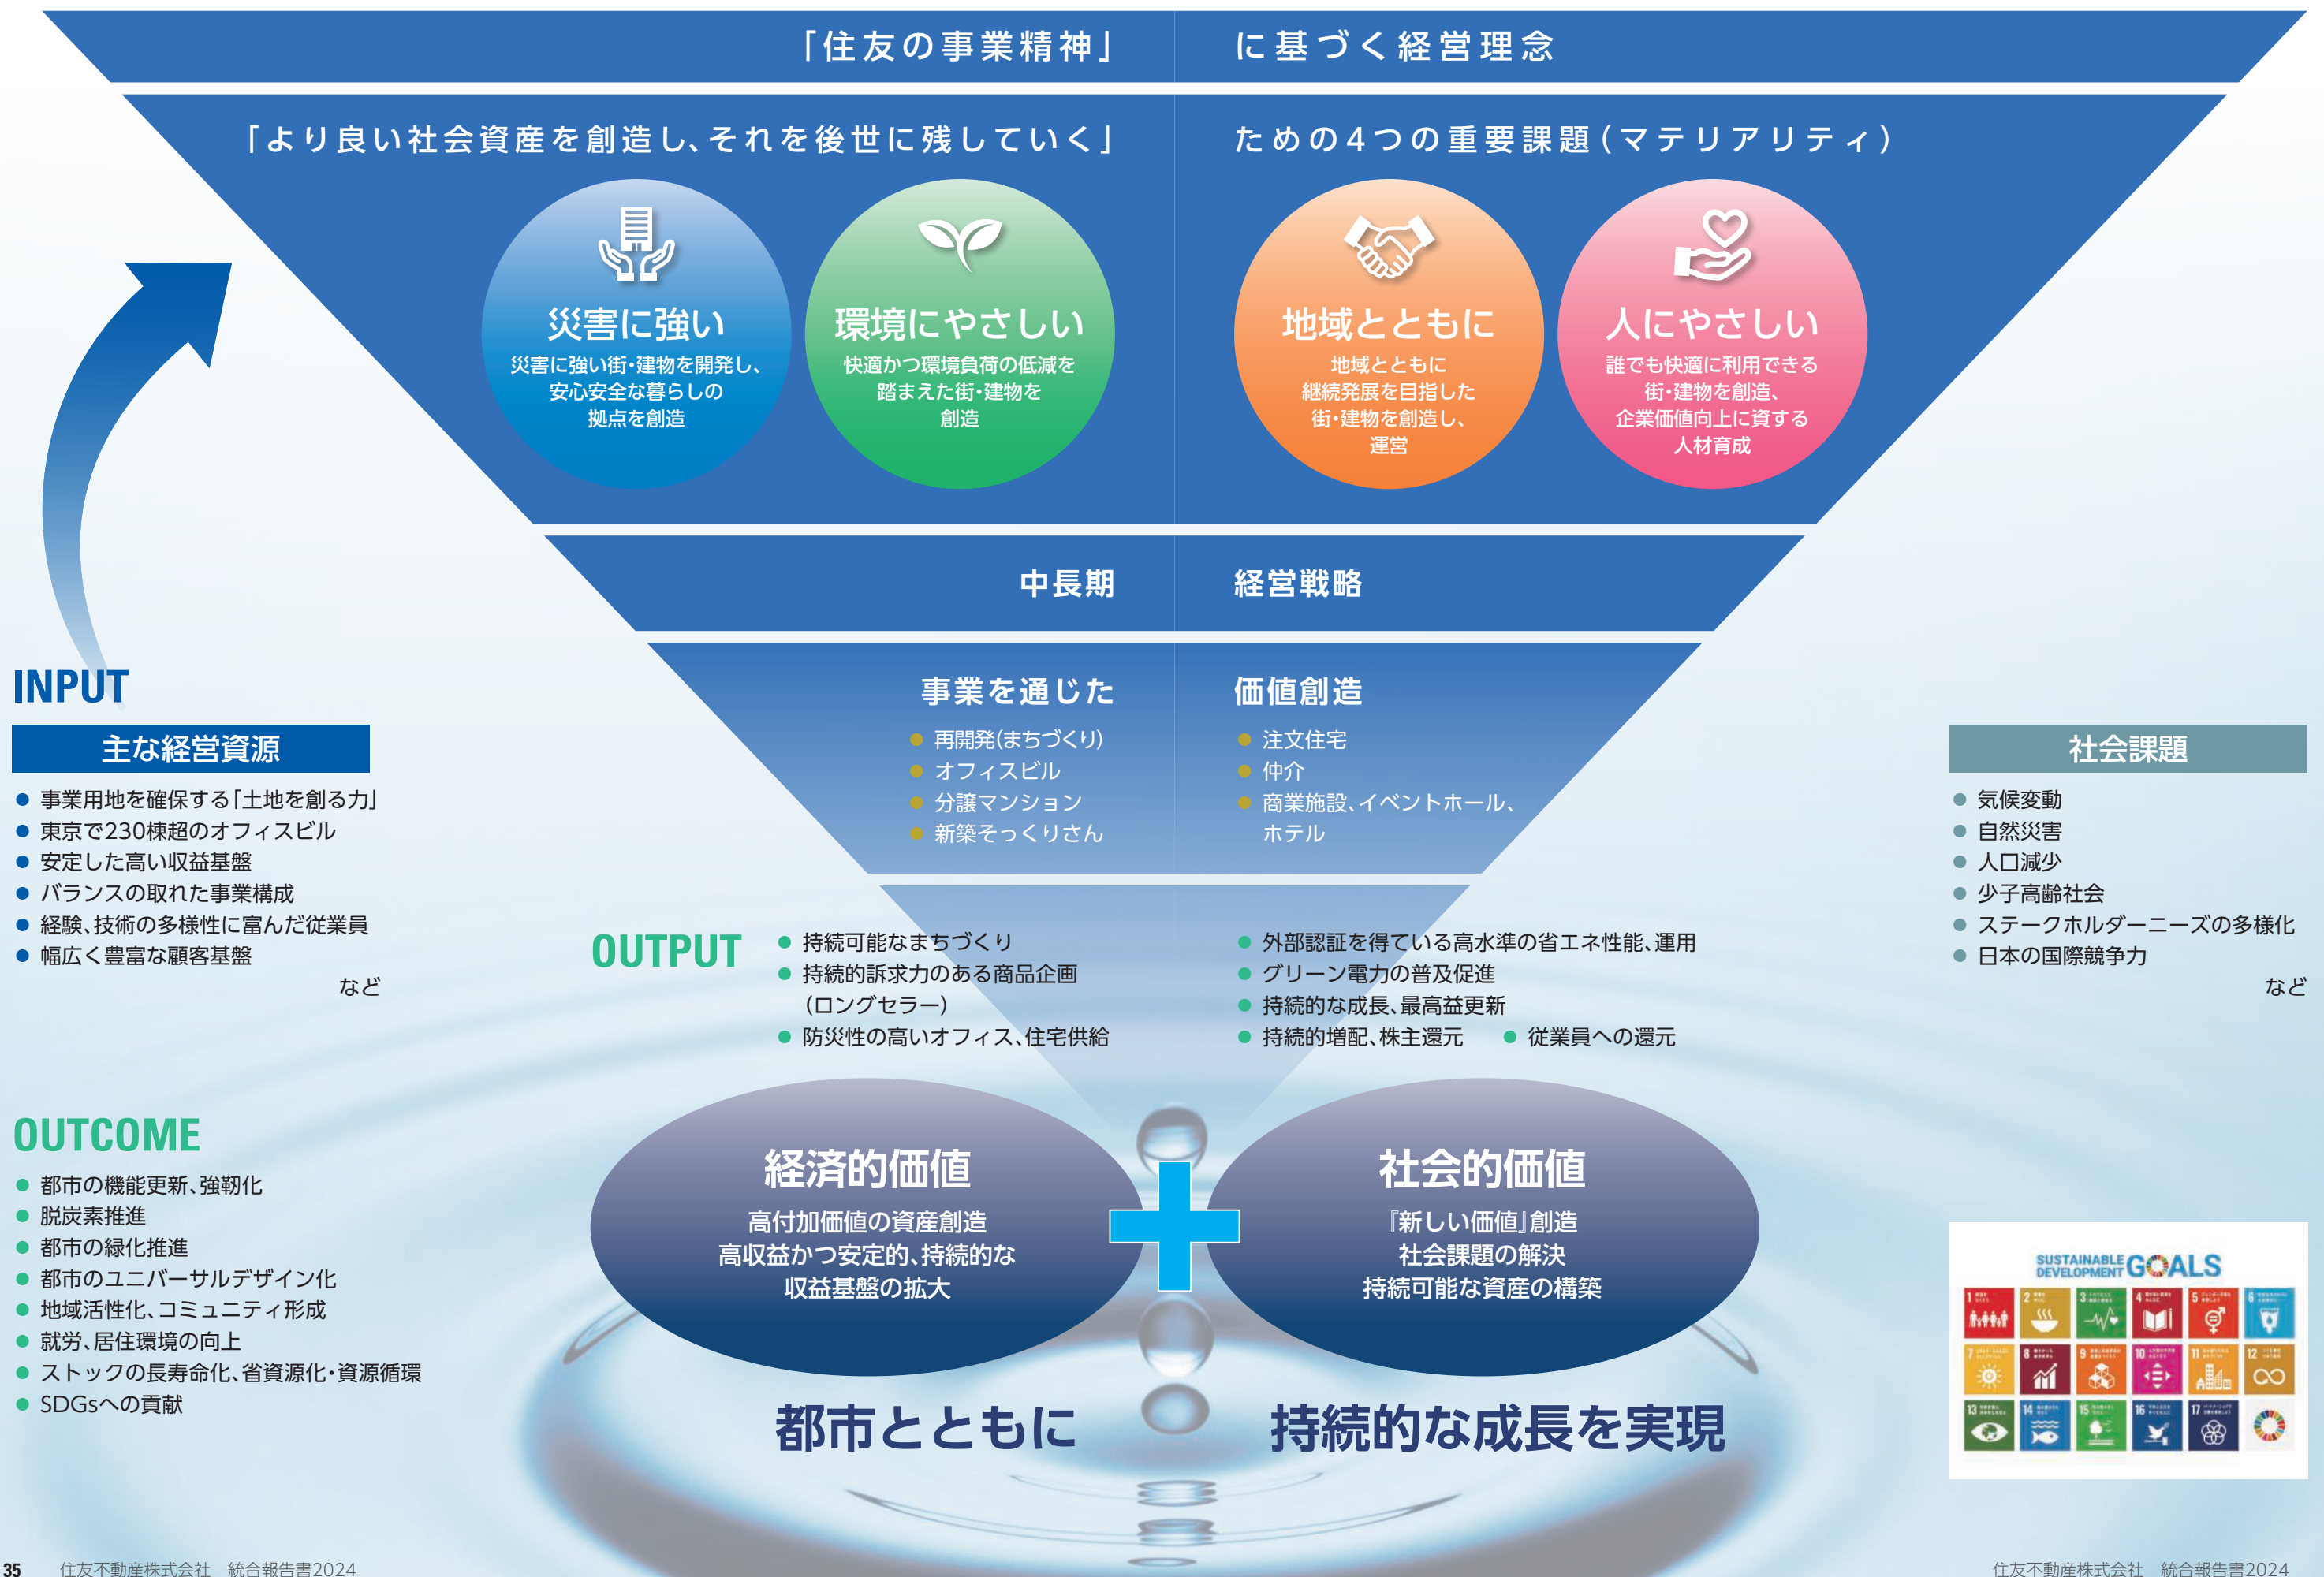 「住友の事業精神」に基づく経営理念
「より良い社会資産を創造し、それを後世に残していく」ための4つの重要課題(マテリアリティ)
災害に強い
災害に強い街・建物を開発し、
安心安全な暮らしの
拠点を創造
環境にやさしい
快適かつ環境負荷の低減を
踏まえた街・建物を
創造
地域とともに
地域とともに
継続発展を目指した
街・建物を創造し、
運営
人にやさしい
誰でも快適に利用できる
街・建物を創造、
企業価値向上に資する
人材育成
中長期 経営戦略
事業を通じた 価値創造
再開発(まちづくり)
オフィスビル
分譲マンション
新築そっくりさん
注文住宅
仲介
商業施設、イベントホール、
ホテル
INPUT
主な経営資源
事業用地を確保する「土地を創る力」
東京で230棟超のオフィスビル
安定した高い収益基盤
バランスの取れた事業構成
経験、技術の多様性に富んだ従業員
幅広く豊富な顧客基盤
など
社会課題
気候変動
自然災害
人口減少
少子高齢社会
ステークホルダーニーズの多様化
日本の国際競争力
など
OUTPUT
持続可能なまちづくり
持続的訴求力のある商品企画
(ロングセラー)
防災性の高いオフィス、住宅供給
外部認証を得ている高水準の省エネ性能、運用
グリーン電力の普及促進
持続的な成長、最高益更新
持続的増配、株主還元 従業員への還元
OUTCOME
都市の機能更新、強靭化
脱炭素推進
都市の緑化推進
都市のユニバーサルデザイン化
地域活性化、コミュニティ形成
就労、居住環境の向上
ストックの長寿命化、省資源化・資源循環
SDGsへの貢献
経済的価値
高付加価値の資産創造
高収益かつ安定的、持続的な
収益基盤の拡大
社会的価値
『新しい価値』創造
社会課題の解決
持続可能な資産の構築
都市とともに 持続的な成長を実現
SUSTAINABLE
DEVELOPMENT GOALS
1 2 3 4 5 6
7 8 9 10 11 12
13 14 15 16 17
35 住友不動産株式会社 統合報告書2024
住友不動産株式会社 統合報告書2024